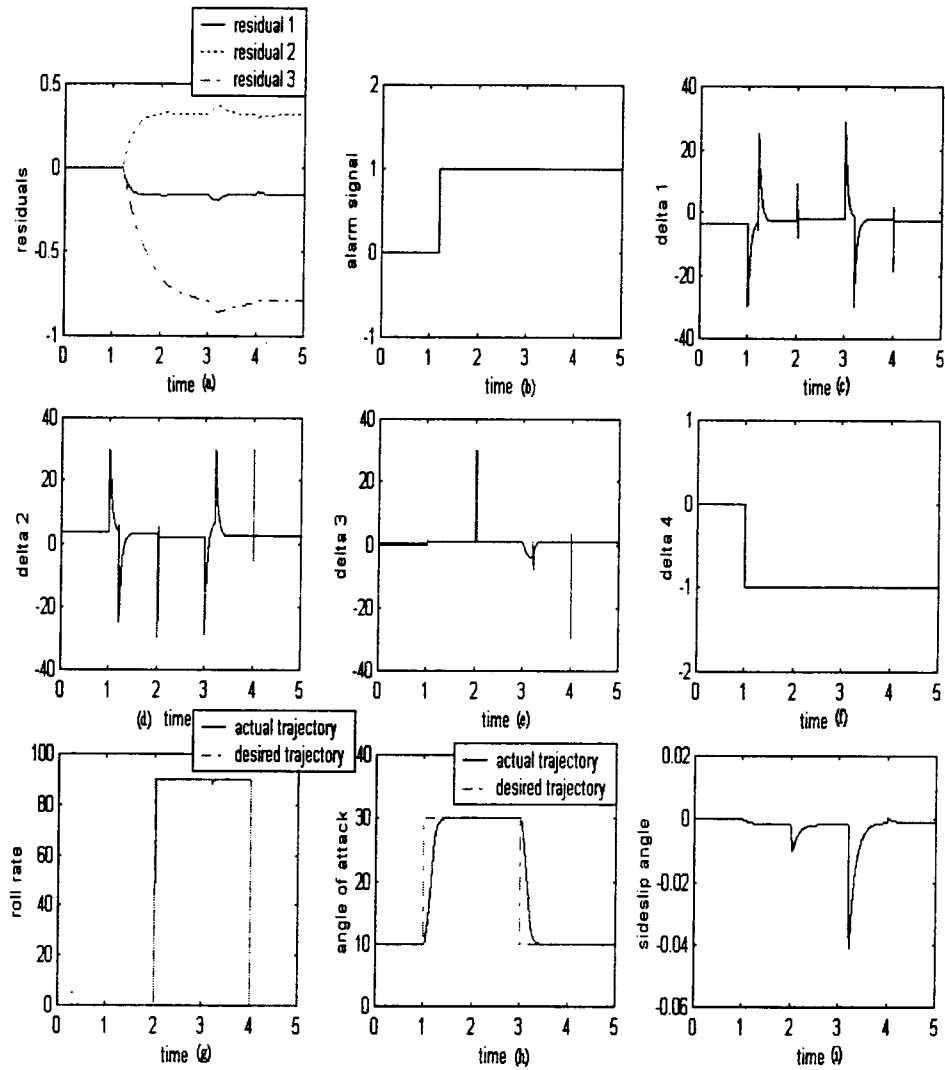 residual 1
residual 2
residual 3
0.5
0
-0.5
-1
residuals
0 1 2 3 4 5
time (a)
2
1
0
-1
alarm signal
0 1 2 3 4 5
time (b)
40
20
0
-20
-40
delta 1
0 1 2 3 4 5
time (c)
40
20
0
-20
-40
delta 2
0 1 2 3 4 5
(d) time
40
20
0
-20
-40
delta 3
0 1 2 3 4 5
time (e)
1
0
-1
-2
delta 4
0 1 2 3 4 5
time (f)
actual trajectory
desired trajectory
100
80
60
40
20
0
roll rate
0 1 2 3 4 5
time (g)
actual trajectory
desired trajectory
40
30
20
10
0
angle of attack
0 1 2 3 4 5
time (h)
0.02
0
-0.02
-0.04
-0.06
sideslip angle
0 1 2 3 4 5
time (i)